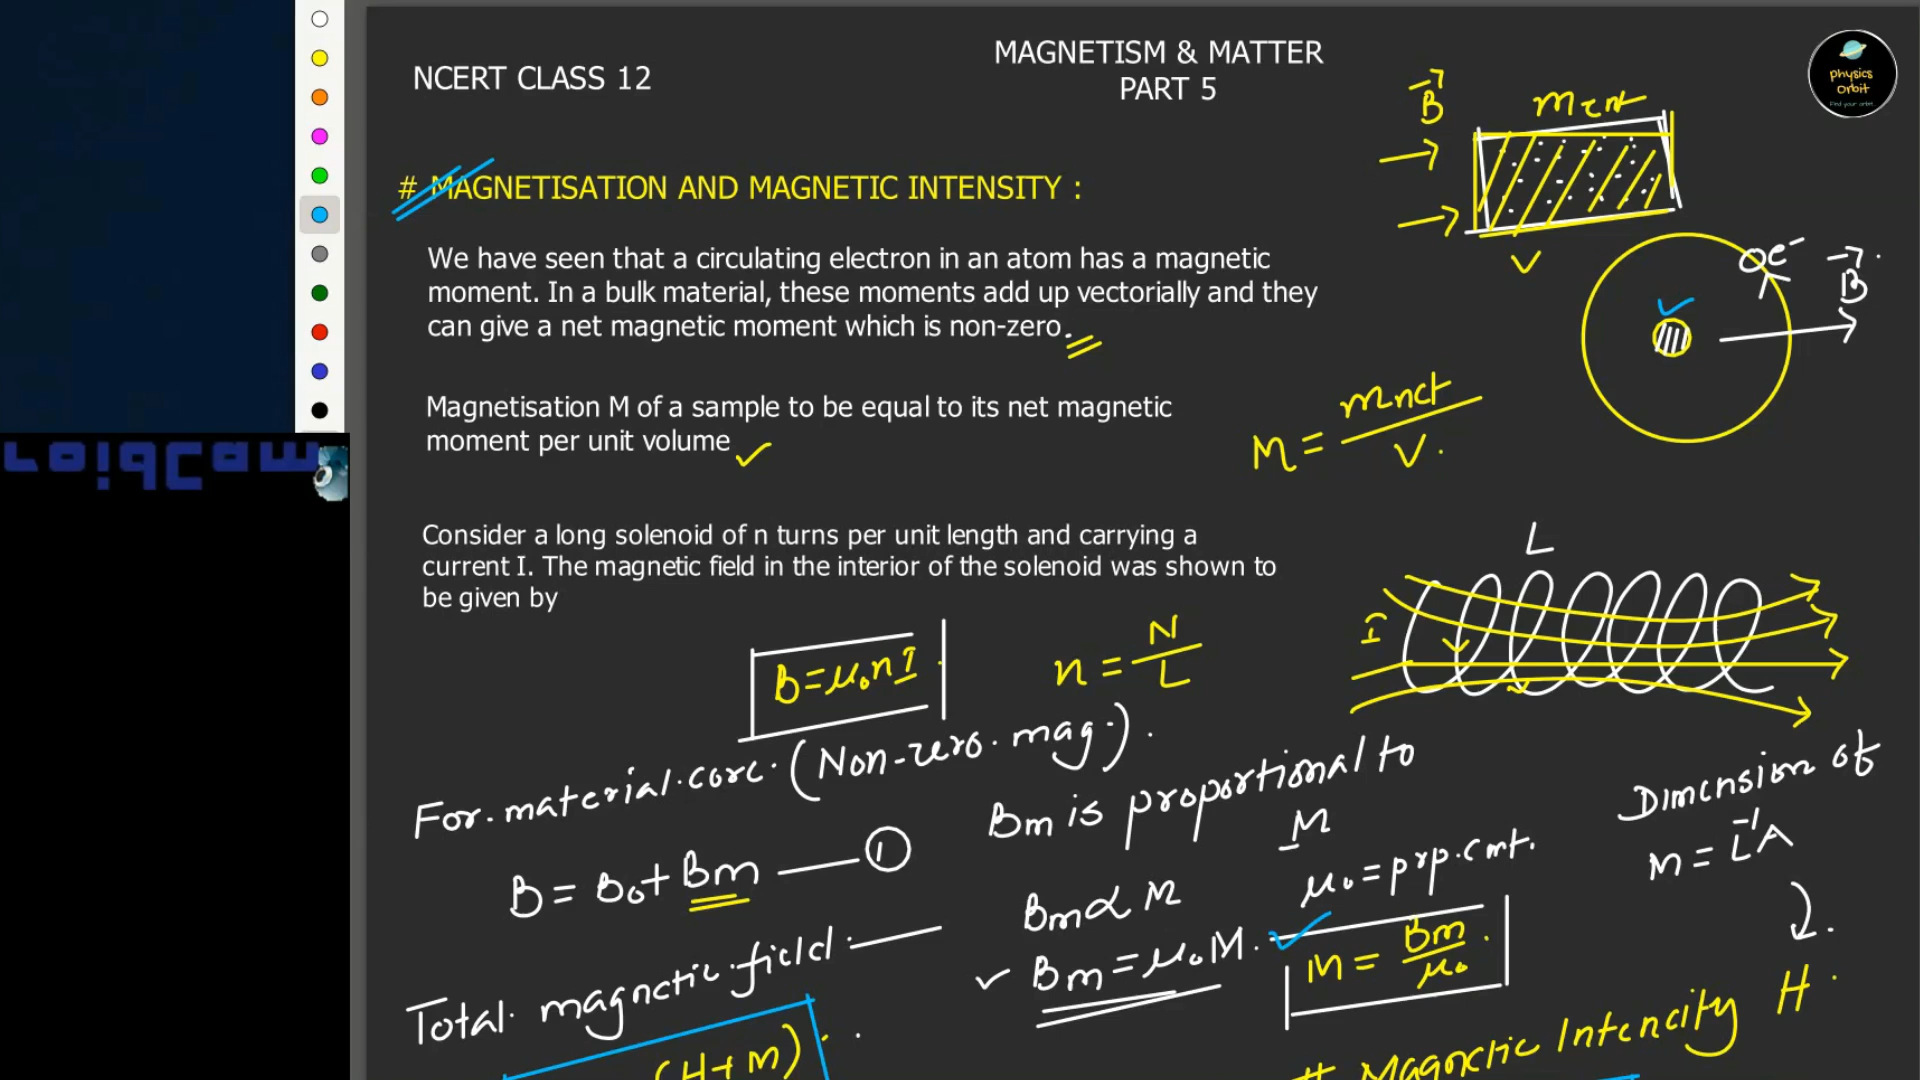 NCERT CLASS 12
MAGNETISM & MATTER
PART 5
physics
orbit
# MAGNETISATION AND MAGNETIC INTENSITY :
B
m
V
We have seen that a circulating electron in an atom has a magnetic
moment. In a bulk material, these moments add up vectorially and they
can give a net magnetic moment which is non-zero.
e-
B
Magnetisation M of a sample to be equal to its net magnetic
moment per unit volume
M = mnet / V
Consider a long solenoid of n turns per unit length and carrying a
current I. The magnetic field in the interior of the solenoid was shown to
be given by
L
I
B=μ₀nI
n = N/L
For material core (Non-zero mag).
Bm is proportional to
M
Dimension of
M = L⁻¹A
B = B₀+ Bm — ①
μ₀ = prp. cnt.
Bm ∝ M
Bm = μ₀M.
M = Bm/μ₀
Total magnetic field
(H+M)
# Magnetic Intencity H